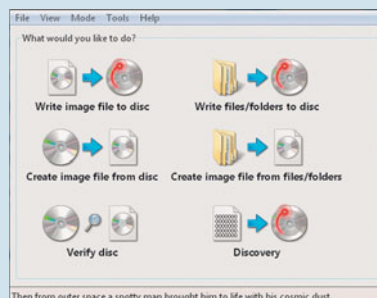 File View Mode Tools Help
What would you like to do?
Write image file to disc
Write files/folders to disc
Create image file from disc
Create image file from files/folders
Verify disc
Discovery
Then from outer space a spotty man brought him to life with his cosmic dust